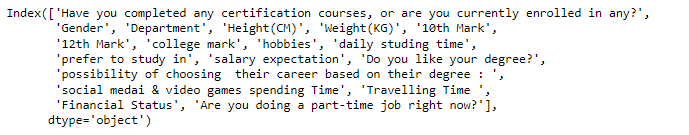 Index(['Have you completed any certification courses, or are you currently enrolled in any?',
'Gender', 'Department', 'Height(CM)', 'Weight(KG)', '10th Mark',
'12th Mark', 'college mark', 'hobbies', 'daily studing time',
'prefer to study in', 'salary expectation', 'Do you like your degree?',
'possibility of choosing  their career based on their degree : ',
'social medai & video games spending Time', 'Travelling Time ',
'Financial Status', 'Are you doing a part-time job right now?'],
dtype='object')